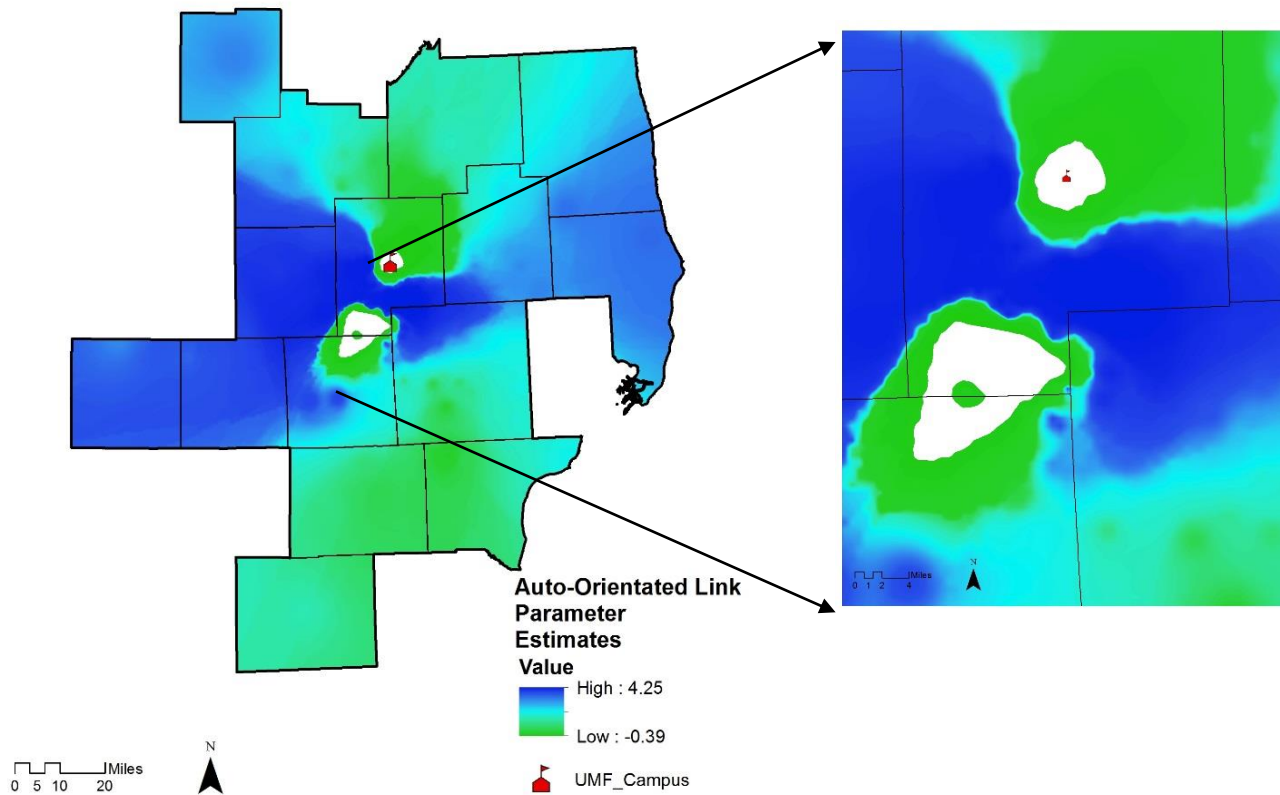 N
0 1 2 4 Miles
Auto-Orientated Link
Parameter
Estimates
Value
High : 4.25
Low : -0.39
UMF_Campus
N
Miles
0 5 10 20